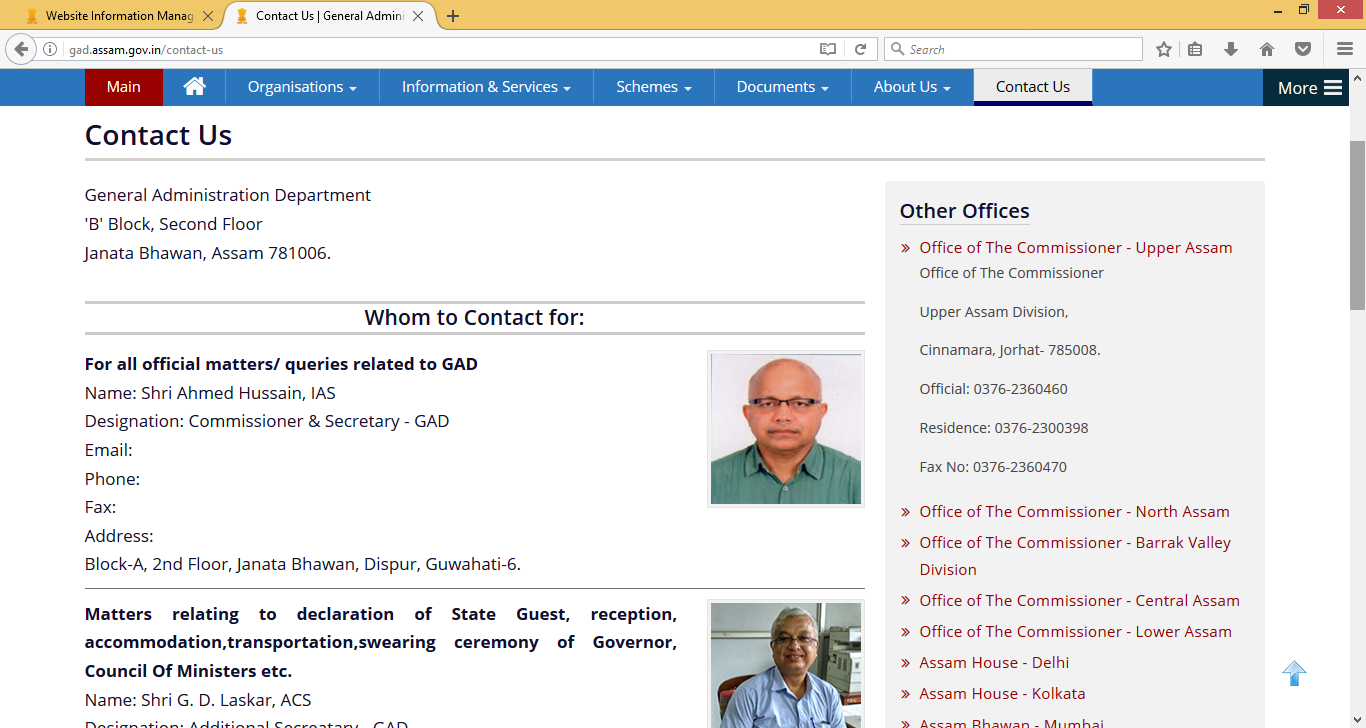 Website Information Manag
Contact Us | General Admini
gad.assam.gov.in/contact-us
Search
Main
Organisations
Information & Services
Schemes
Documents
About Us
Contact Us
More
Contact Us
General Administration Department
'B' Block, Second Floor
Janata Bhawan, Assam 781006.
Whom to Contact for:
For all official matters/ queries related to GAD
Name: Shri Ahmed Hussain, IAS
Designation: Commissioner & Secretary - GAD
Email:
Phone:
Fax:
Address:
Block-A, 2nd Floor, Janata Bhawan, Dispur, Guwahati-6.
Matters relating to declaration of State Guest, reception,
accommodation,transportation,swearing ceremony of Governor,
Council Of Ministers etc.
Name: Shri G. D. Laskar, ACS
Designation: Additional Secreatary - GAD
Other Offices
Office of The Commissioner - Upper Assam
Office of The Commissioner
Upper Assam Division,
Cinnamara, Jorhat- 785008.
Official: 0376-2360460
Residence: 0376-2300398
Fax No: 0376-2360470
Office of The Commissioner - North Assam
Office of The Commissioner - Barrak Valley
Division
Office of The Commissioner - Central Assam
Office of The Commissioner - Lower Assam
Assam House - Delhi
Assam House - Kolkata
Assam Bhawan - Mumbai